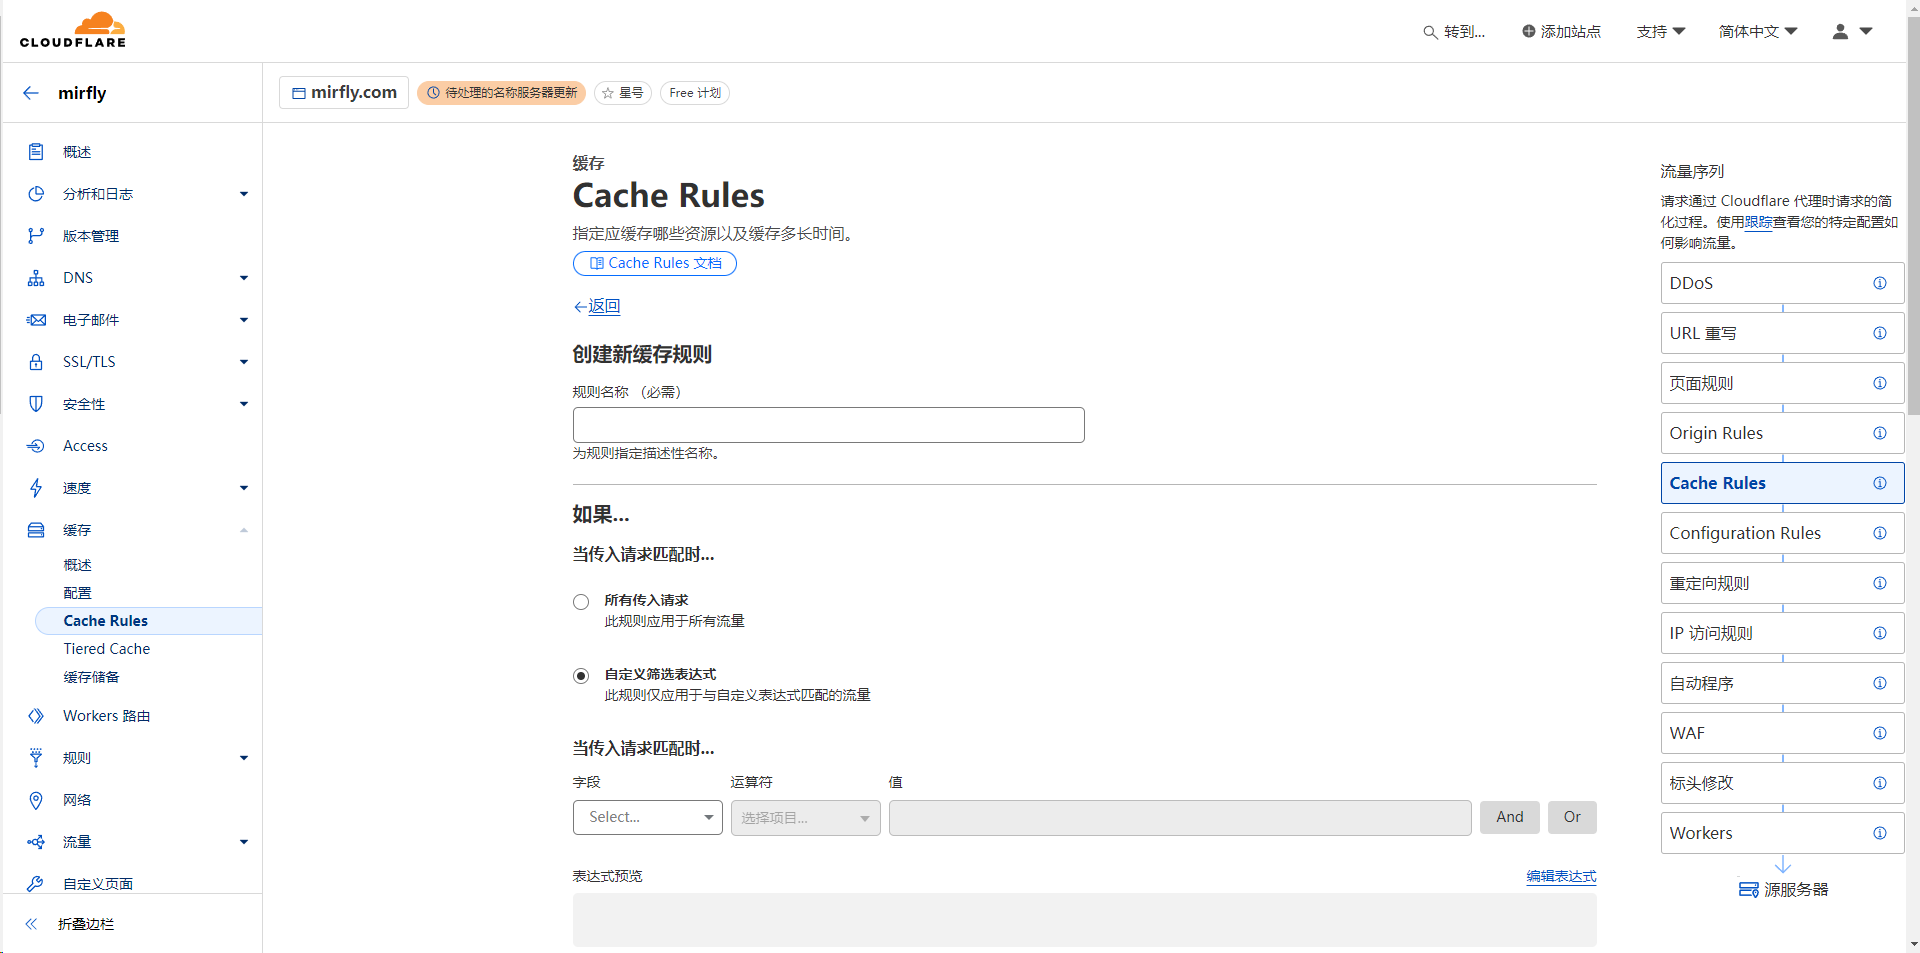 CLOUDFLARE
转到...
添加站点
支持
简体中文
mirfly
mirfly.com
待处理的名称服务器更新
星号
Free 计划
概述
分析和日志
版本管理
DNS
电子邮件
SSL/TLS
安全性
Access
速度
缓存
概述
配置
Cache Rules
Tiered Cache
缓存储备
Workers 路由
规则
网络
流量
自定义页面
折叠边栏
缓存
Cache Rules
指定应缓存哪些资源以及缓存多长时间。
Cache Rules 文档
返回
创建新缓存规则
规则名称 （必需）
为规则指定描述性名称。
如果...
当传入请求匹配时...
所有传入请求
此规则应用于所有流量
自定义筛选表达式
此规则仅应用于与自定义表达式匹配的流量
当传入请求匹配时...
字段
运算符
值
Select...
选择项目...
And
Or
表达式预览
编辑表达式
流量序列
请求通过 Cloudflare 代理时请求的简
化过程。使用跟踪查看您的特定配置如
何影响流量。
DDoS
URL 重写
页面规则
Origin Rules
Cache Rules
Configuration Rules
重定向规则
IP 访问规则
自动程序
WAF
标头修改
Workers
源服务器